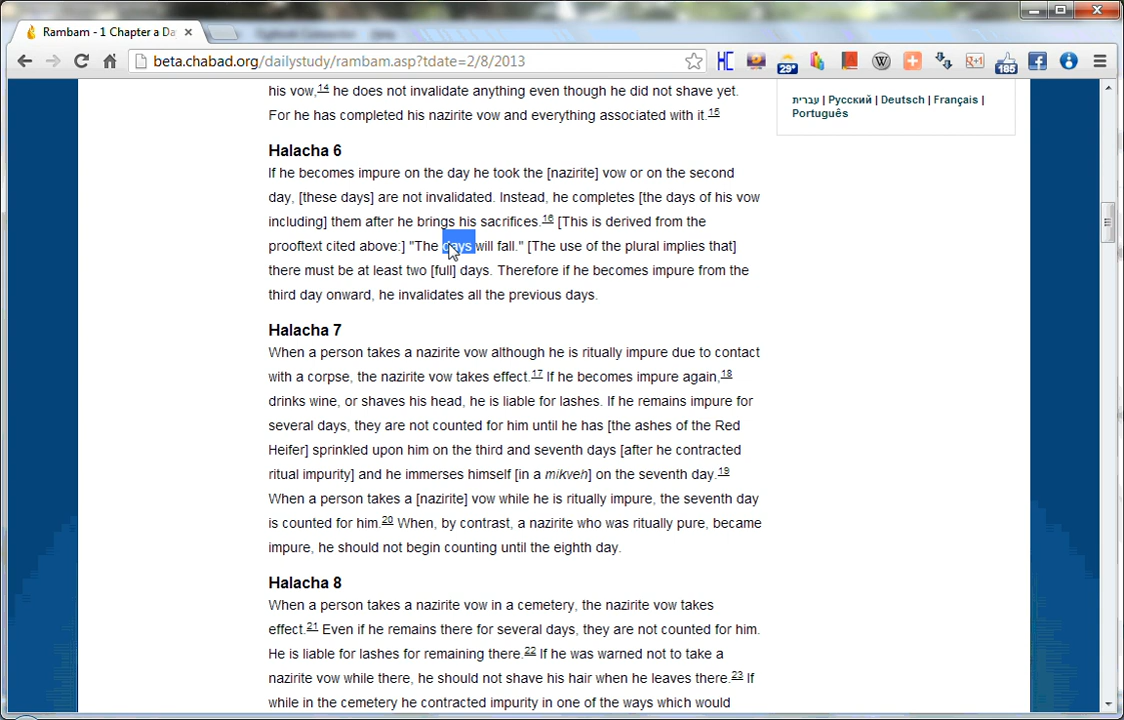 Rambam - 1 Chapter a Da
beta.chabad.org/dailystudy/rambam.asp?tdate=2/8/2013
HC
29°
W
g+1
185
his vow,14 he does not invalidate anything even though he did not shave yet.
For he has completed his nazirite vow and everything associated with it.15
עברית | Русский | Deutsch | Français |
Português
Halacha 6
If he becomes impure on the day he took the [nazirite] vow or on the second
day, [these days] are not invalidated. Instead, he completes [the days of his vow
including] them after he brings his sacrifices.16 [This is derived from the
prooftext cited above:] "The days will fall." [The use of the plural implies that]
there must be at least two [full] days. Therefore if he becomes impure from the
third day onward, he invalidates all the previous days.
Halacha 7
When a person takes a nazirite vow although he is ritually impure due to contact
with a corpse, the nazirite vow takes effect.17 If he becomes impure again,18
drinks wine, or shaves his head, he is liable for lashes. If he remains impure for
several days, they are not counted for him until he has [the ashes of the Red
Heifer] sprinkled upon him on the third and seventh days [after he contracted
ritual impurity] and he immerses himself [in a mikveh] on the seventh day.19
When a person takes a [nazirite] vow while he is ritually impure, the seventh day
is counted for him.20 When, by contrast, a nazirite who was ritually pure, became
impure, he should not begin counting until the eighth day.
Halacha 8
When a person takes a nazirite vow in a cemetery, the nazirite vow takes
effect.21 Even if he remains there for several days, they are not counted for him.
He is liable for lashes for remaining there.22 If he was warned not to take a
nazirite vow while there, he should not shave his hair when he leaves there.23 If
while in the cemetery he contracted impurity in one of the ways which would